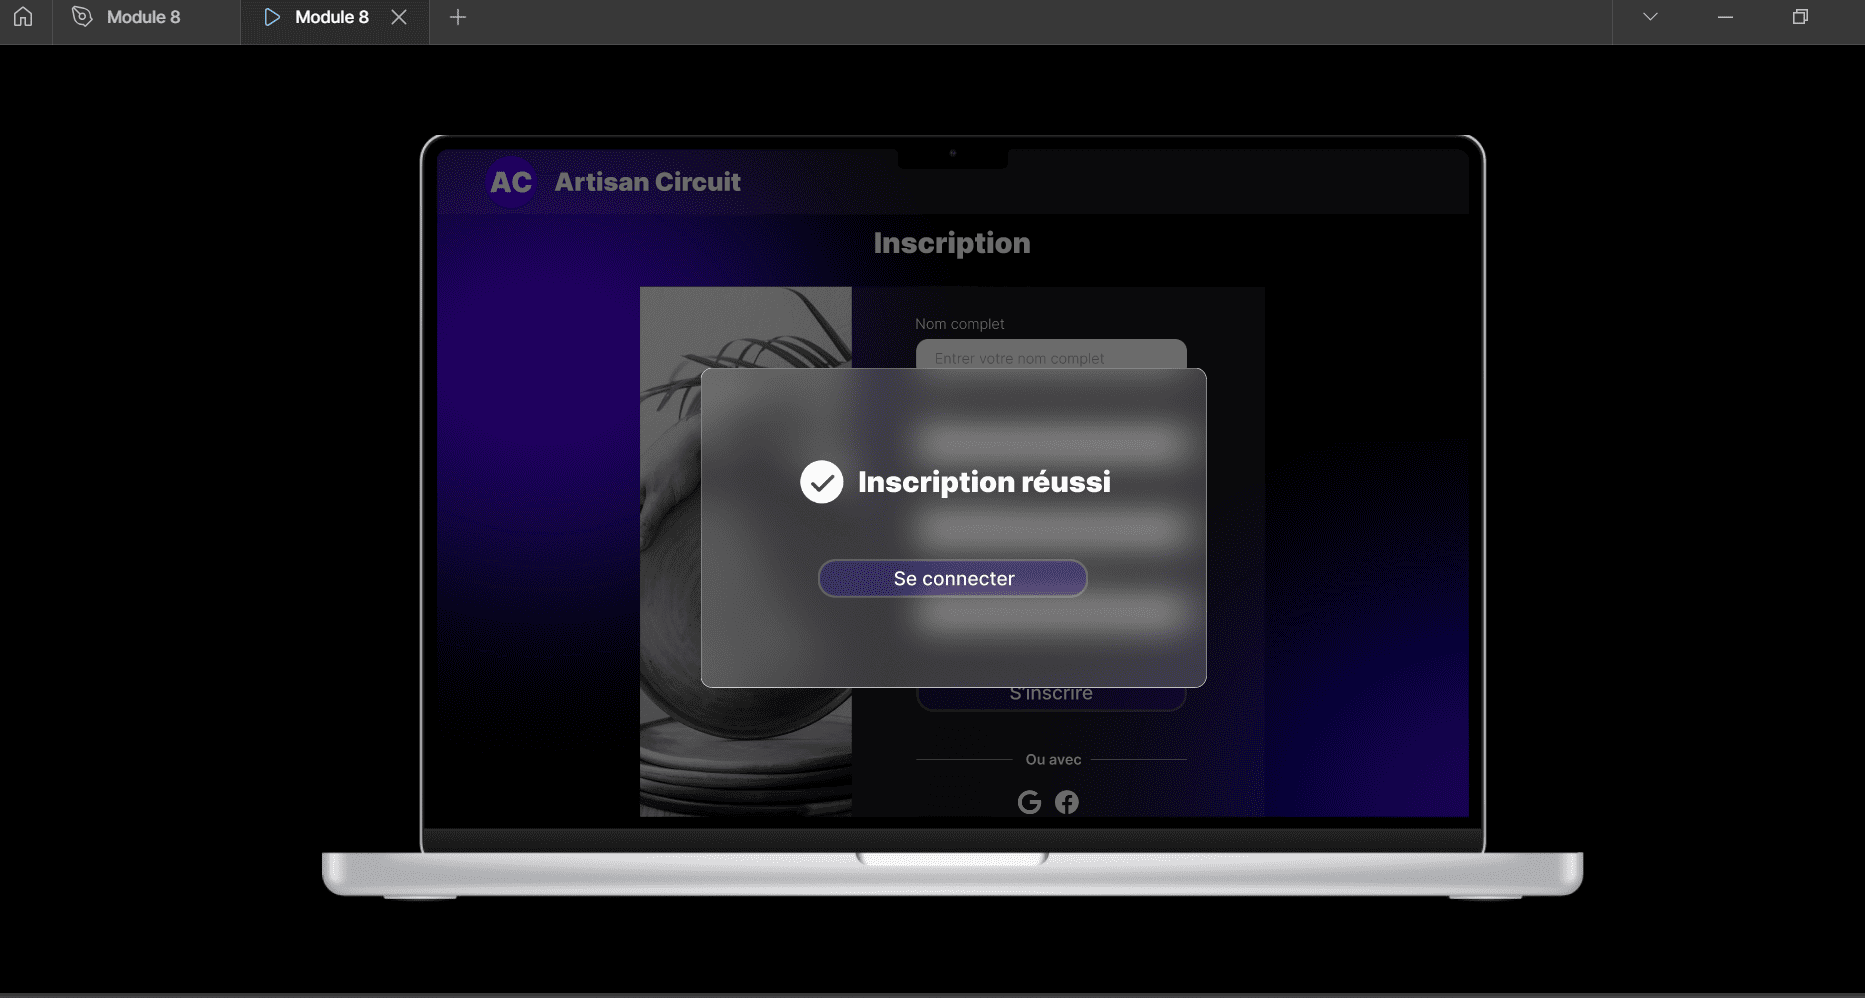 Module 8
Module 8
AC Artisan Circuit
Inscription
Nom complet
Entrer votre nom complet
Inscription réussi
Se connecter
S'inscrire
Ou avec